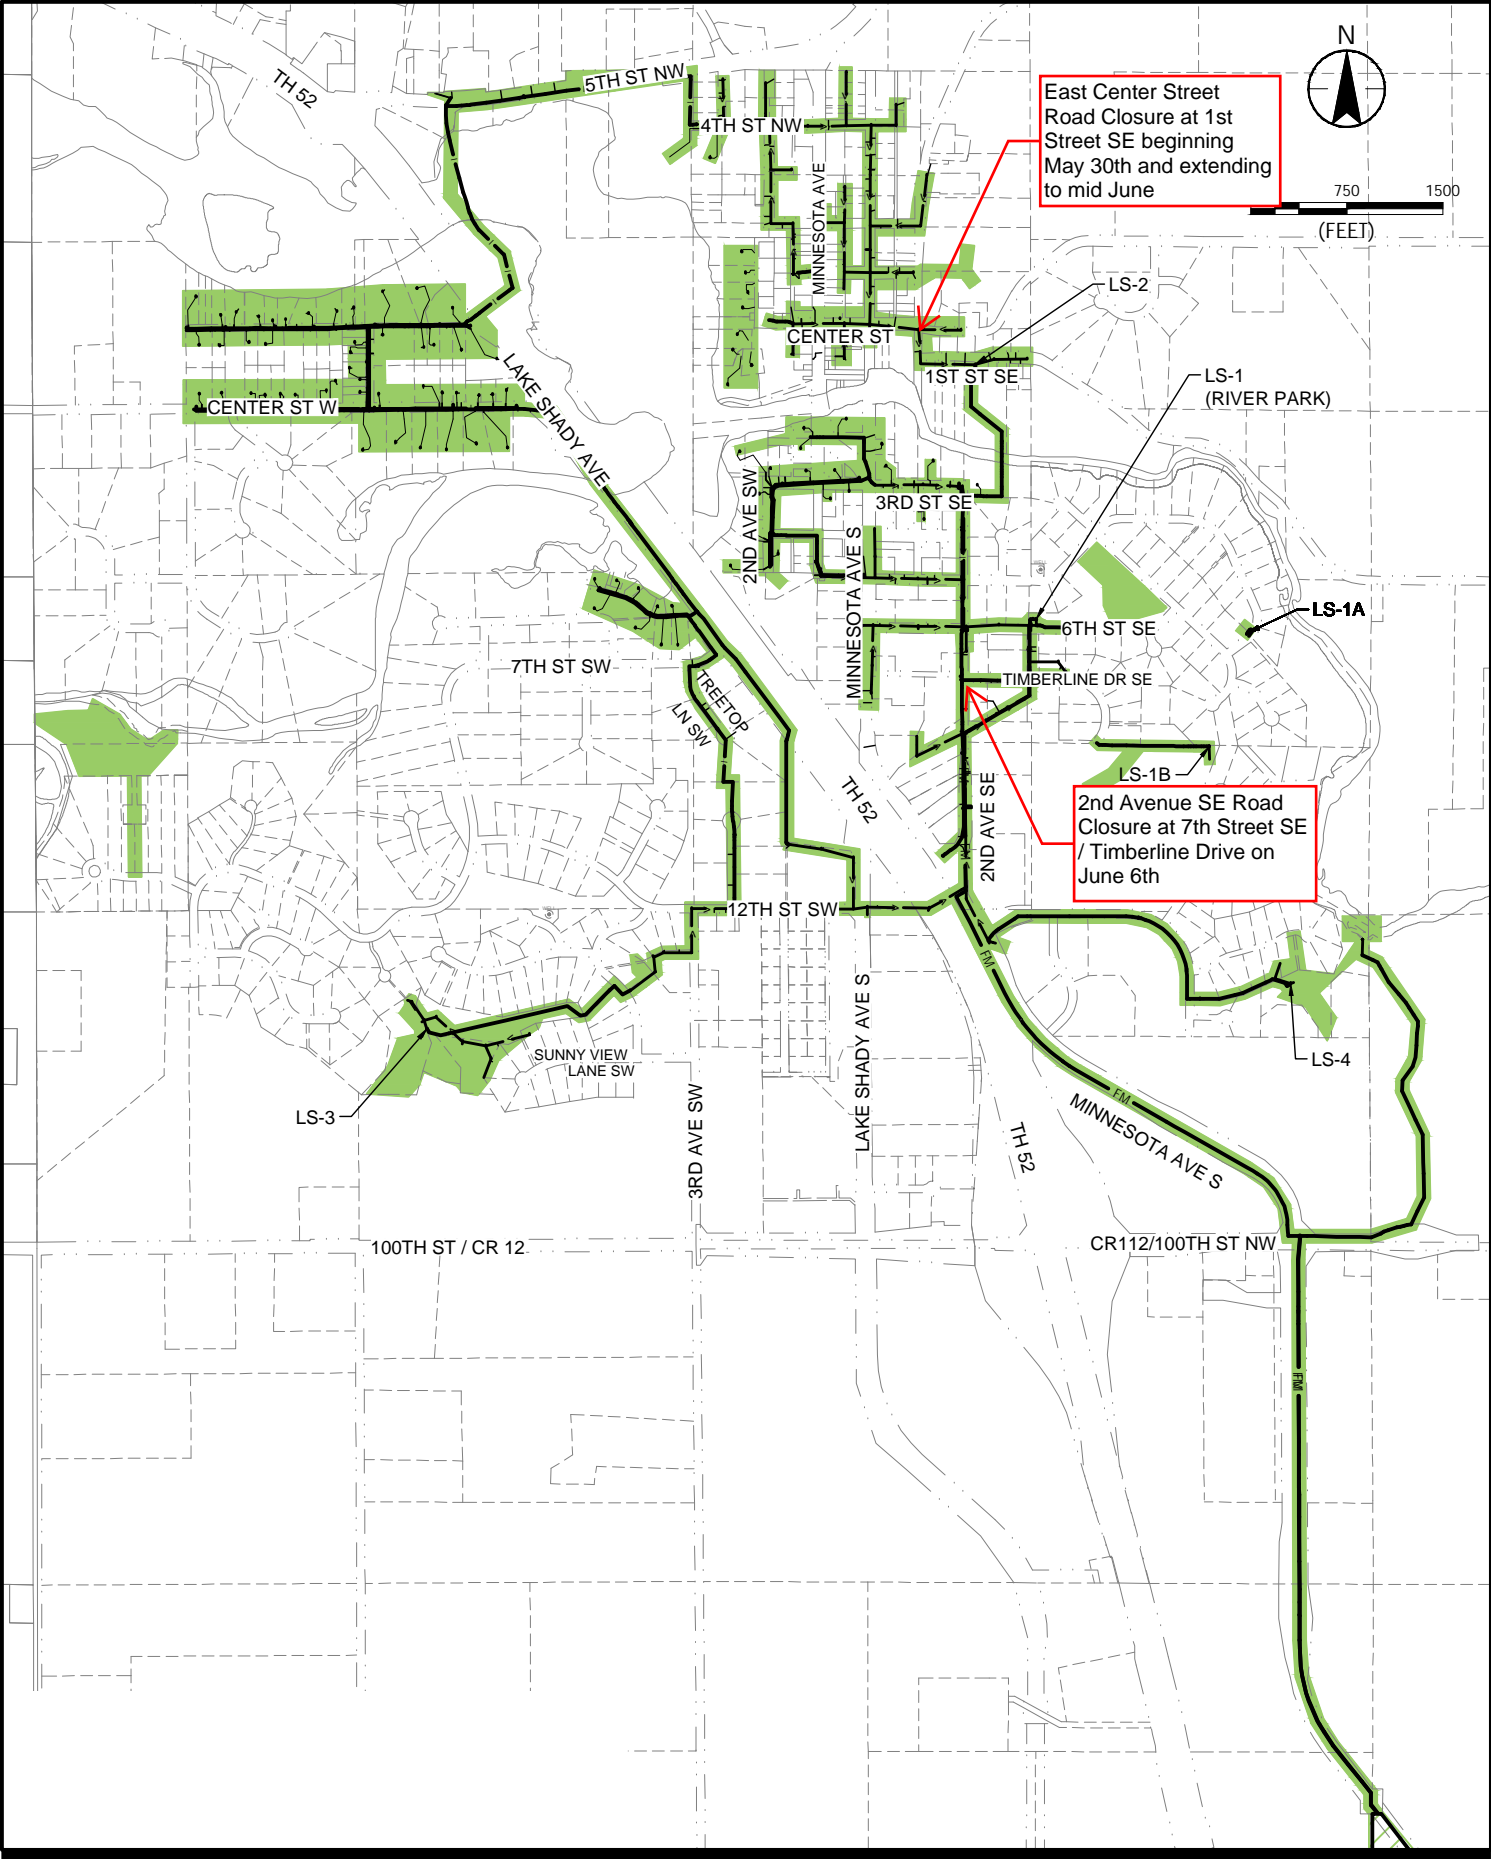 N
TH 52
5TH ST NW
East Center Street
Road Closure at 1st
Street SE beginning
May 30th and extending
to mid June
4TH ST NW
750 1500
(FEET)
MINNESOTA AVE
LS-2
CENTER ST
1ST ST SE
LS-1
(RIVER PARK)
CENTER ST W
LAKE SHADY AVE
2ND AVE SW
3RD ST SE
MINNESOTA AVE S
LS-1A
6TH ST SE
7TH ST SW
MINNESOTA AVE S
TIMBERLINE DR SE
TREETOP
LN SW
TH 52
LS-1B
2ND AVE SE
2nd Avenue SE Road
Closure at 7th Street SE
/ Timberline Drive on
June 6th
12TH ST SW
FM
LAKE SHADY AVE S
SUNNY VIEW
LANE SW
LS-4
LS-3
3RD AVE SW
FM
MINNESOTA AVE S
TH 52
100TH ST / CR 12
CR112/100TH ST NW
FM